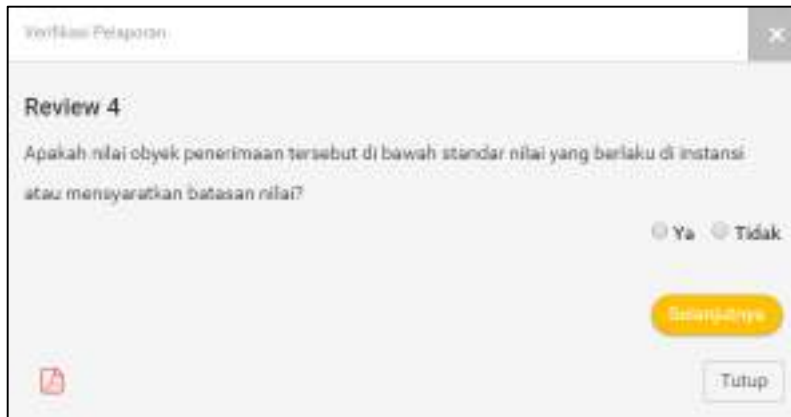 Verifikasi Pelaporan
Review 4
Apakah nilai obyek penerimaan tersebut di bawah standar nilai yang berlaku di instansi
atau mensyaratkan batasan nilai?
Ya Tidak
Selanjutnya
Tutup